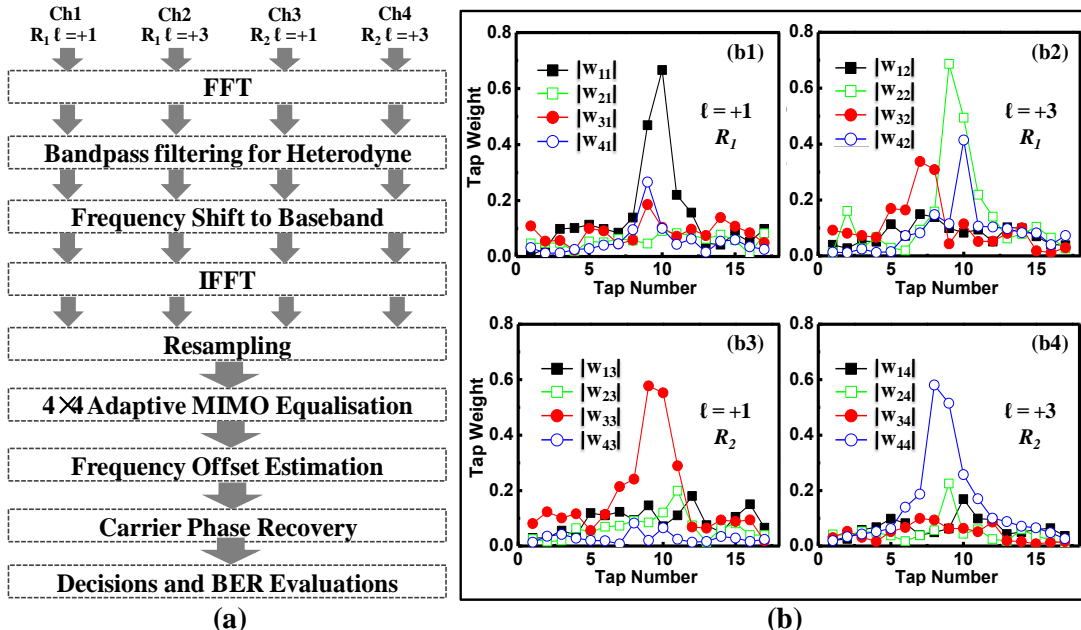 Ch1 Ch2 Ch3 Ch4
R1 ℓ =+1 R1 ℓ =+3 R2 ℓ =+1 R2 ℓ =+3
FFT
Bandpass filtering for Heterodyne
Frequency Shift to Baseband
IFFT
Resampling
4×4 Adaptive MIMO Equalisation
Frequency Offset Estimation
Carrier Phase Recovery
Decisions and BER Evaluations
(a)
(b1)
Tap Weight
0.8
0.6
0.4
0.2
0.0
|w11|
|w21|
|w31|
|w41|
ℓ = +1
R1
0 5 10 15
Tap Number
(b2)
0.8
0.6
0.4
0.2
0.0
|w12|
|w22|
|w32|
|w42|
ℓ = +3
R1
0 5 10 15
Tap Number
(b3)
Tap Weight
0.8
0.6
0.4
0.2
0.0
|w13|
|w23|
|w33|
|w43|
ℓ = +1
R2
0 5 10 15
Tap Number
(b4)
0.8
0.6
0.4
0.2
0.0
|w14|
|w24|
|w34|
|w44|
ℓ = +3
R2
0 5 10 15
Tap Number
(b)